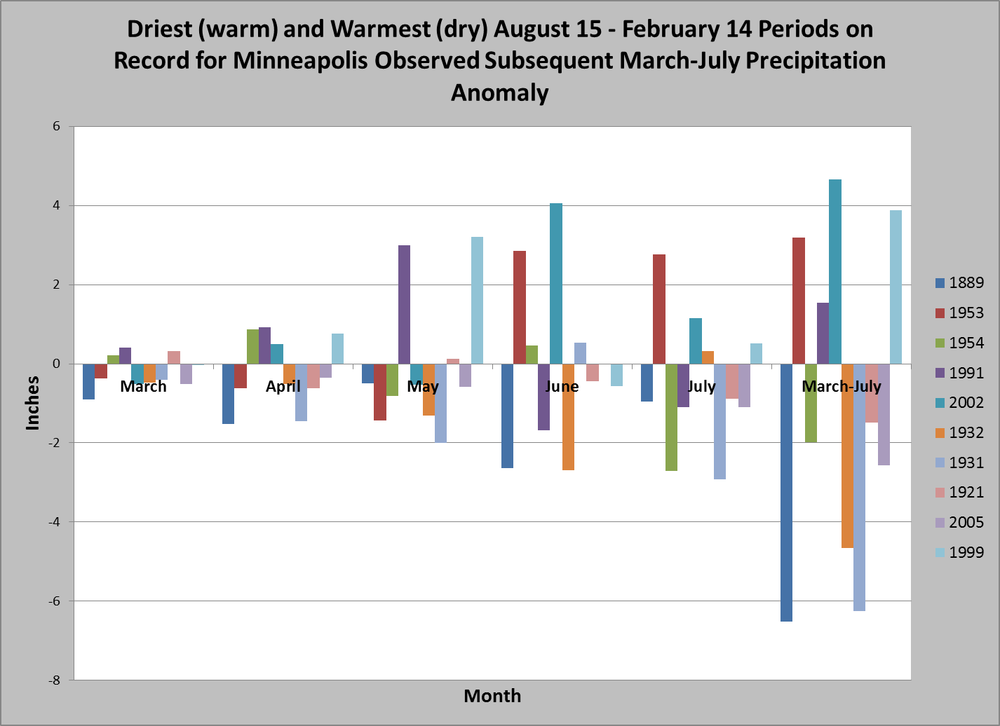 Driest (warm) and Warmest (dry) August 15 - February 14 Periods on
Record for Minneapolis Observed Subsequent March-July Precipitation
Anomaly
6
4
2
0
-2
-4
-6
-8
Inches
March
April
May
June
July
March-July
Month
1889
1953
1954
1991
2002
1932
1931
1921
2005
1999